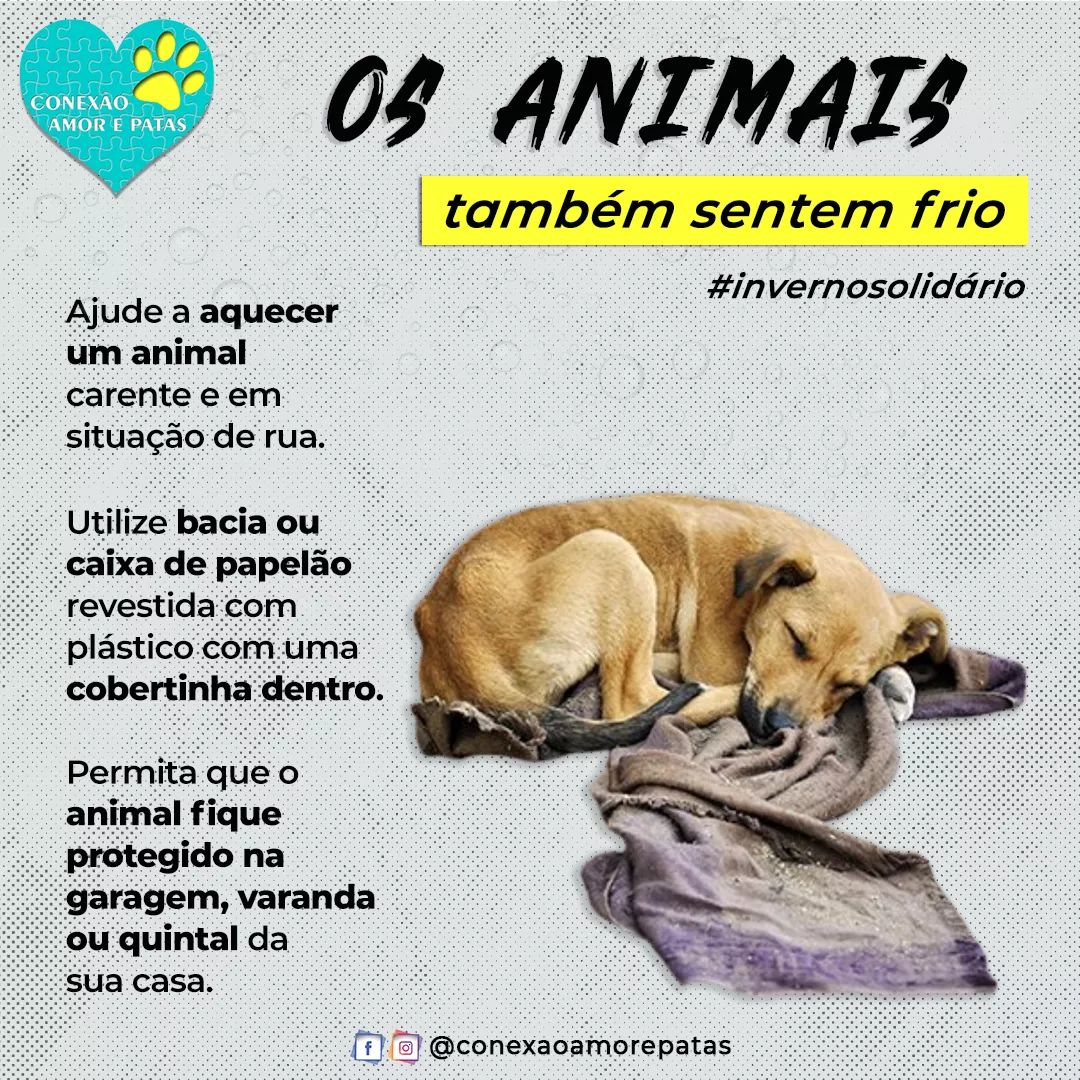 CONEXÃO
AMOR E PATAS
OS ANIMAIS
também sentem frio
#invernosolidário
Ajude a aquecer
um animal
carente e em
situação de rua.
Utilize bacia ou
caixa de papelão
revestida com
plástico com uma
cobertinha dentro.
Permita que o
animal fique
protegido na
garagem, varanda
ou quintal da
sua casa.
@conexaoamorepatas